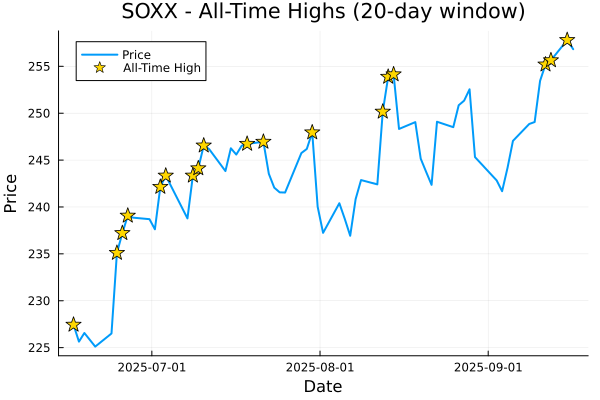 SOXX - All-Time Highs (20-day window)
Price
All-Time High
255
250
245
240
235
230
225
Price
2025-07-01
2025-08-01
2025-09-01
Date